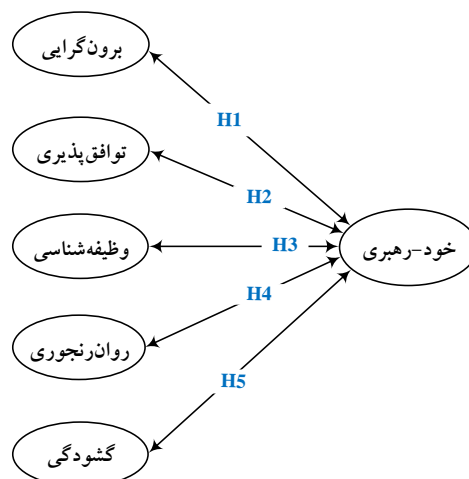 برون‌گرایی
H1
توافق‌پذیری
H2
وظیفه‌شناسی
H3
خود-رهبری
H4
روان‌رنجوری
H5
گشودگی